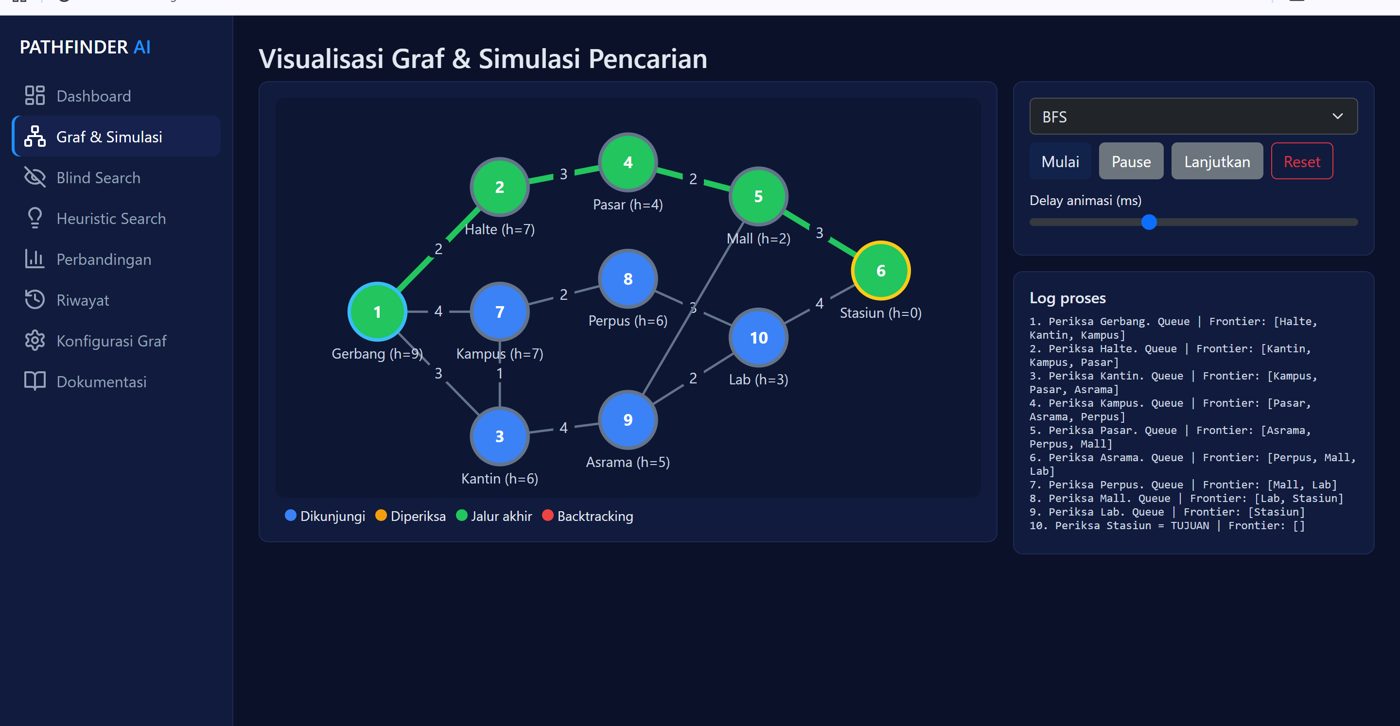 PATHFINDER AI
Dashboard
Graf & Simulasi
Blind Search
Heuristic Search
Perbandingan
Riwayat
Konfigurasi Graf
Dokumentasi
Visualisasi Graf & Simulasi Pencarian
4
3
2
2
Pasar (h=4)
5
Halte (h=7)
3
Mall (h=2)
2
6
8
2
Stasiun (h=0)
1
4
7
3
4
Perpus (h=6)
10
Gerbang (h=9)
Kampus (h=7)
3
1
2
Lab (h=3)
9
3
4
Asrama (h=5)
Kantin (h=6)
Dikunjungi
Diperiksa
Jalur akhir
Backtracking
BFS
Mulai
Pause
Lanjutkan
Reset
Delay animasi (ms)
Log proses
1. Periksa Gerbang. Queue | Frontier: [Halte,
Kantin, Kampus]
2. Periksa Halte. Queue | Frontier: [Kantin,
Kampus, Pasar]
3. Periksa Kantin. Queue | Frontier: [Kampus,
Pasar, Asrama]
4. Periksa Kampus. Queue | Frontier: [Pasar,
Asrama, Perpus]
5. Periksa Pasar. Queue | Frontier: [Asrama,
Perpus, Mall]
6. Periksa Asrama. Queue | Frontier: [Perpus, Mall,
Lab]
7. Periksa Perpus. Queue | Frontier: [Mall, Lab]
8. Periksa Mall. Queue | Frontier: [Lab, Stasiun]
9. Periksa Lab. Queue | Frontier: [Stasiun]
10. Periksa Stasiun = TUJUAN | Frontier: []